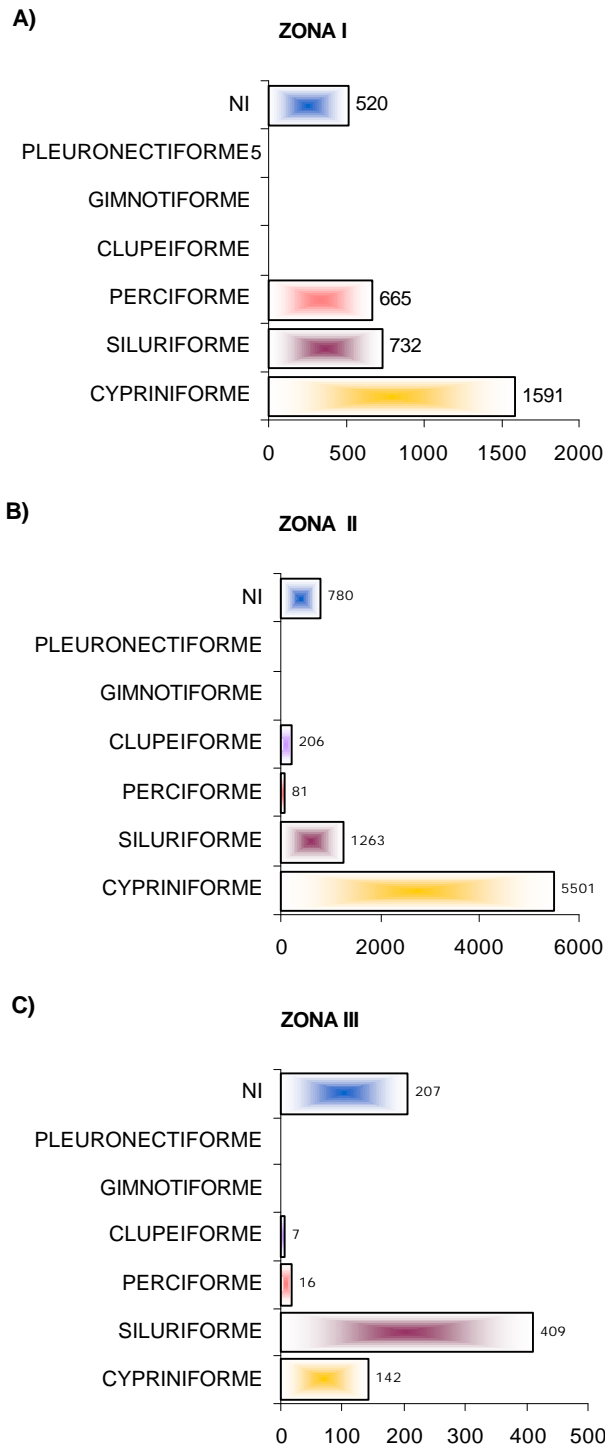 A)
ZONA I
NI 520
PLEURONECTIFORME5
GIMNOTIFORME
CLUPEIFORME
PERCIFORME 665
SILURIFORME 732
CYPRINIFORME 1591
0 500 1000 1500 2000
B)
ZONA II
NI 780
PLEURONECTIFORME
GIMNOTIFORME
CLUPEIFORME 206
PERCIFORME 81
SILURIFORME 1263
CYPRINIFORME 5501
0 2000 4000 6000
C)
ZONA III
NI 207
PLEURONECTIFORME
GIMNOTIFORME
CLUPEIFORME 7
PERCIFORME 16
SILURIFORME 409
CYPRINIFORME 142
0 100 200 300 400 500